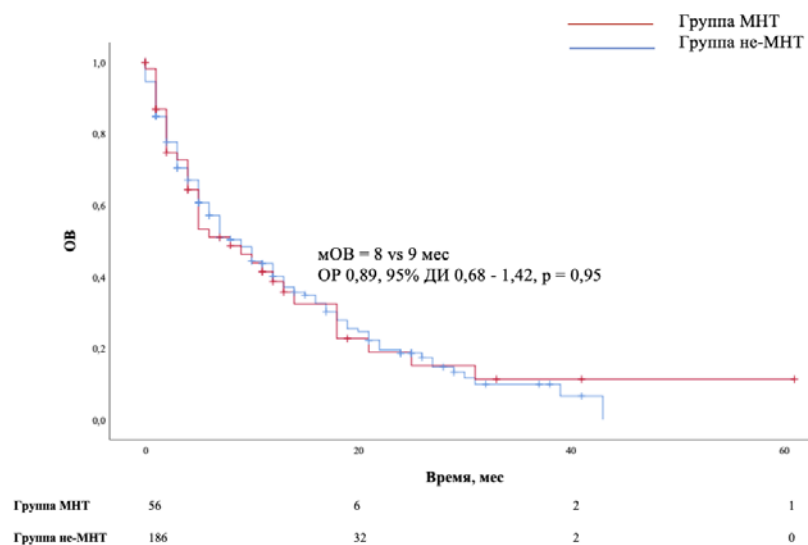 Группа МНТ
Группа не-МНТ
1,0
0,8
0,6
ОВ
мОВ = 8 vs 9 мес
ОР 0,89, 95% ДИ 0,68 - 1,42, p = 0,95
0,4
0,2
0,0
0 20 40 60
Время, мес
Группа МНТ 56 6 2 1
Группа не-МНТ 186 32 2 0